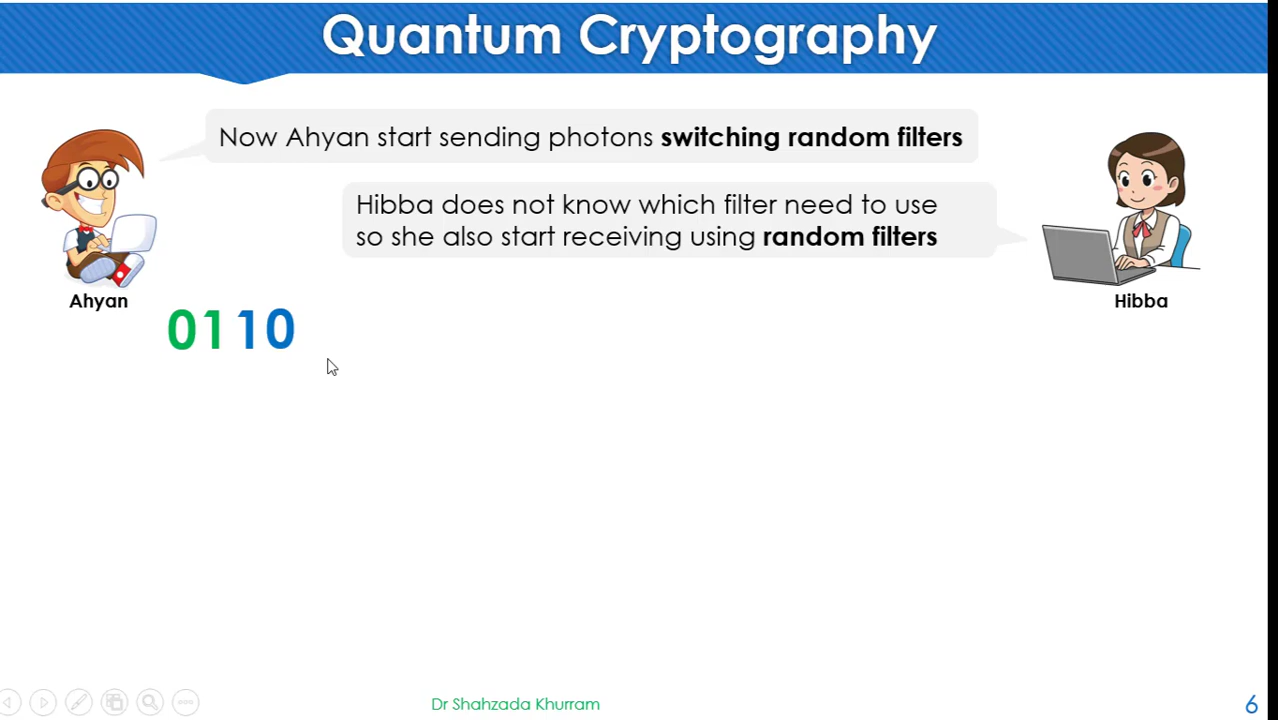 Quantum Cryptography
Now Ahyan start sending photons switching random filters
Hibba does not know which filter need to use
so she also start receiving using random filters
Ahyan
Hibba
0110
Dr Shahzada Khurram
6